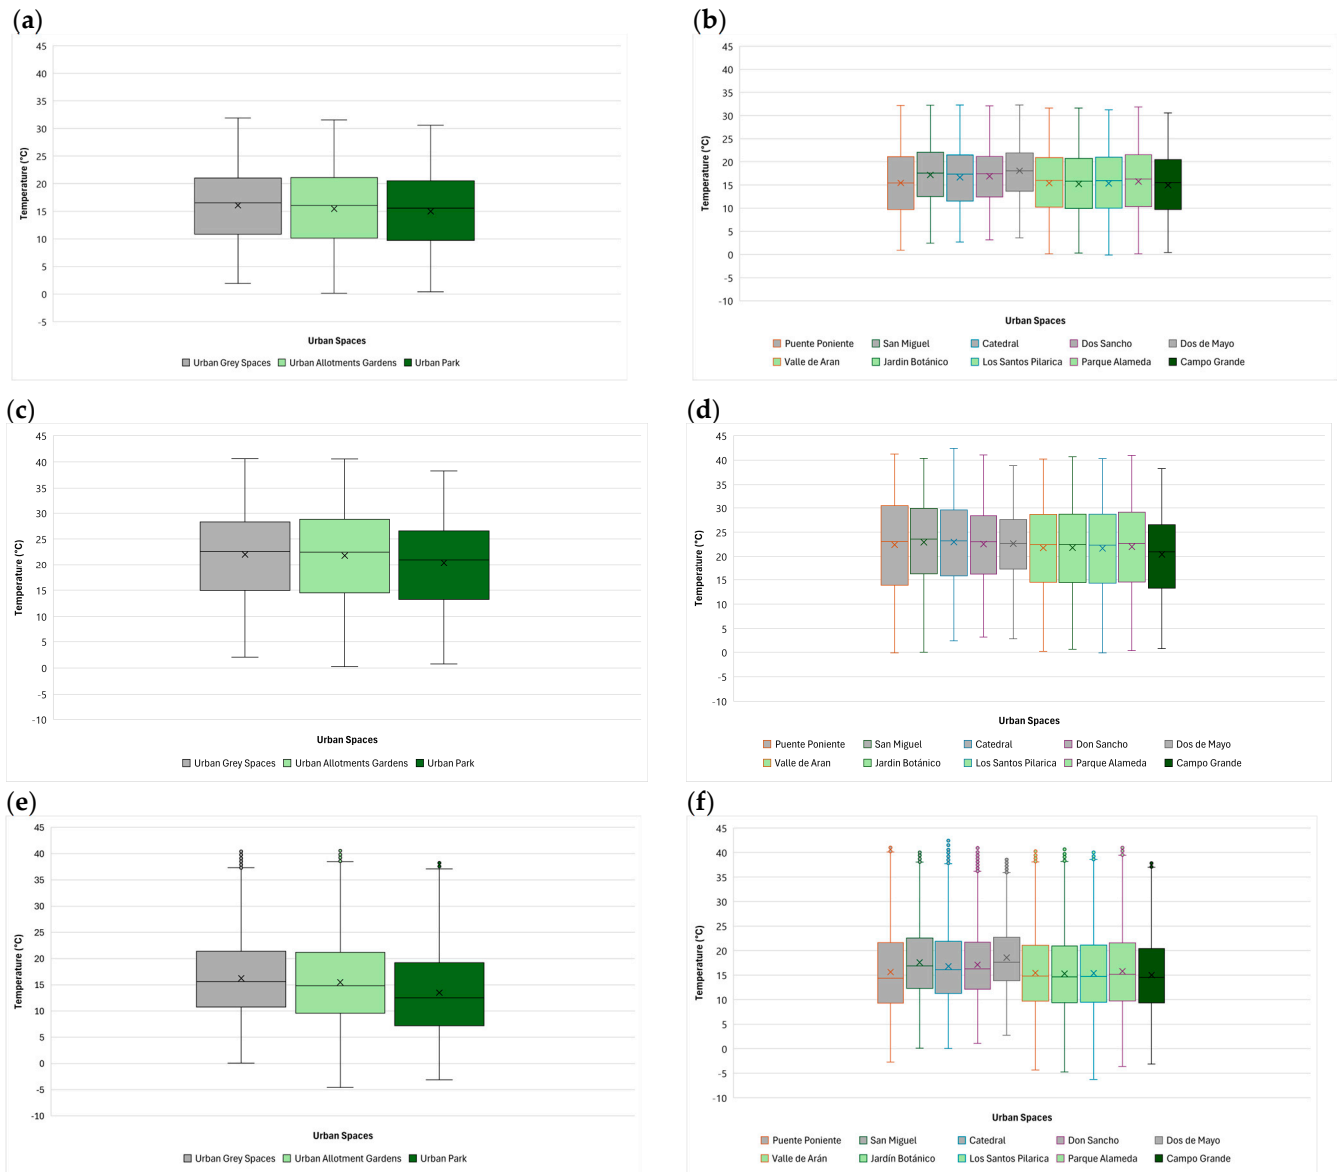 (a)
45
40
35
30
25
20
15
10
5
0
-5
Temperature (°C)
Urban Spaces
Urban Grey Spaces Urban Allotments Gardens Urban Park
(b)
45
40
35
30
25
20
15
10
5
0
-5
-10
Temperature (°C)
Urban Spaces
Puente Poniente San Miguel Catedral Dos Sancho Dos de Mayo
Valle de Aran Jardin Botánico Los Santos Pilarica Parque Alameda Campo Grande
(c)
45
40
35
30
25
20
15
10
5
0
-5
-10
Temperature (°C)
Urban Spaces
Urban Grey Spaces Urban Allotments Gardens Urban Park
(d)
45
40
35
30
25
20
15
10
5
0
-5
-10
Temperature (°C)
Urban Spaces
Puente Poniente San Miguel Catedral Don Sancho Dos de Mayo
Valle de Aran Jardin Botánico Los Santos Pilarica Parque Alameda Campo Grande
(e)
45
40
35
30
25
20
15
10
5
0
-5
-10
Temperature (°C)
Urban Spaces
Urban Grey Spaces Urban Allotment Gardens Urban Park
(f)
45
40
35
30
25
20
15
10
5
0
-5
-10
Temperature (°C)
Urban Spaces
Puente Poniente San Miguel Catedral Don Sancho Dos de Mayo
Valle de Arán Jardín Botánico Los Santos Pilarica Parque Alameda Campo Grande